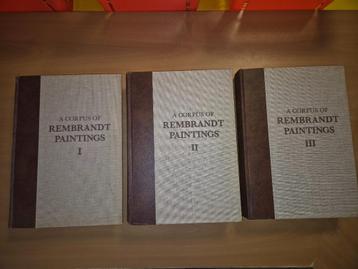 A CORPUS OF
REMBRANDT
PAINTINGS
I
A CORPUS OF
REMBRANDT
PAINTINGS
II
A CORPUS OF
REMBRANDT
PAINTINGS
III